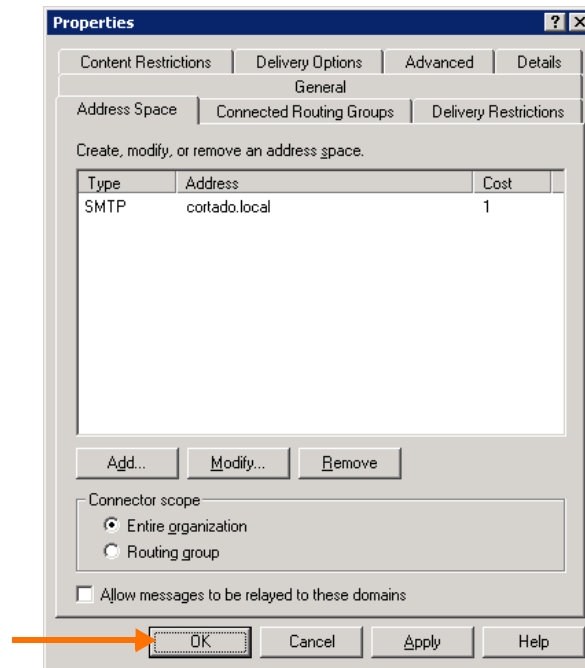 Properties
Content Restrictions Delivery Options Advanced Details
General
Address Space Connected Routing Groups Delivery Restrictions
Create, modify, or remove an address space.
Type Address Cost
SMTP cortado.local 1
Add... Modify... Remove
Connector scope
Entire organization
Routing group
Allow messages to be relayed to these domains
OK Cancel Apply Help